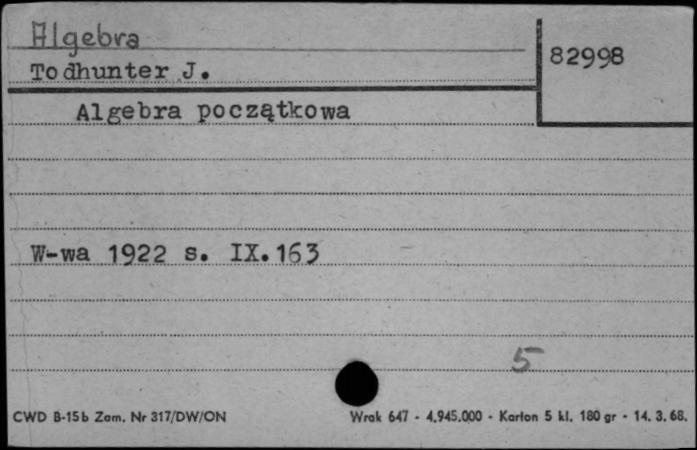 Algebra
Todhunter J.
82998
Algebra początkowa
W-wa 1922 s. IX.163
5
CWD B-15b Zam. Nr 317/DW/ON
Wrak 647 - 4.945.000 - Karton 5 kl. 180 gr - 14. 3. 68.